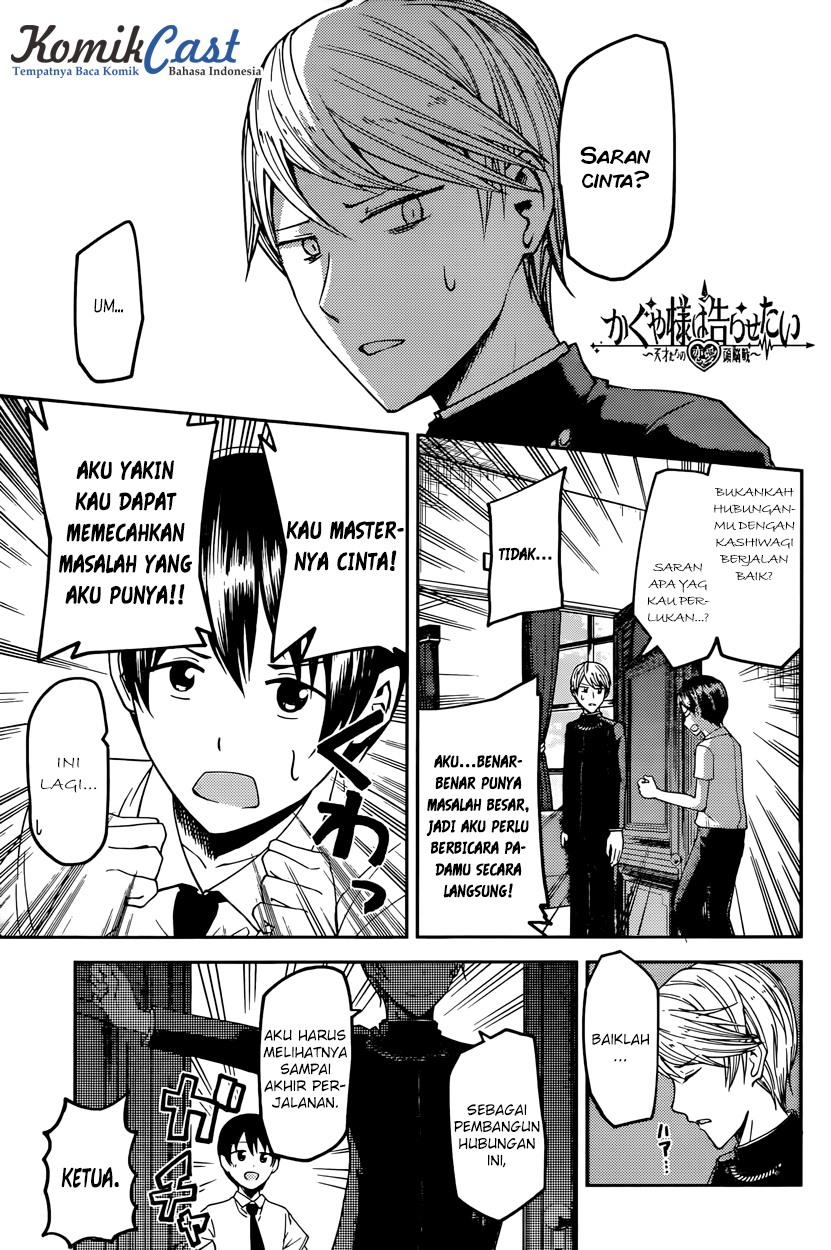 KomikCast
Tempatnya Baca Komik Bahasa Indonesia
SARAN
CINTA?
UM...
かぐや様は告らせたい
～天才たちの恋愛頭脳戦～
BUKANKAH
HUBUNGAN-
MU DENGAN
KASHIWAGI
BERJALAN
BAIK?
SARAN
APA YAG
KAU PER-
LUKAN...?
TIDAK...
AKU...BENAR-
BENAR PUNYA
MASALAH BESAR,
JADI AKU PERLU
BERBICARA PA-
DAMU SECARA
LANGSUNG!
KAU MASTER-
NYA CINTA!
AKU YAKIN
KAU DAPAT
MEMECAHKAN
MASALAH YANG
AKU PUNYA!!
くわっ
INI
LAGI...
BAIKLAH
...
ハァ…
SEBAGAI
PEMBANGUN
HUBUNGAN
INI,
AKU HARUS
MELIHATNYA
SAMPAI
AKHIR PER-
JALANAN.
ガチャ
KETUA.